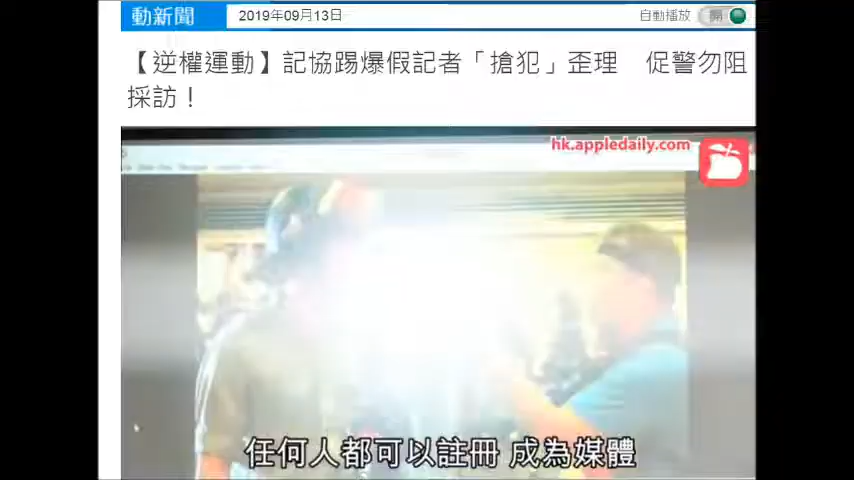 動新聞
2019年09月13日
自動播放 開
【逆權運動】記協踢爆假記者「搶犯」歪理　促警勿阻
採訪！
hk.appledaily.com
任何人都可以註冊 成為媒體